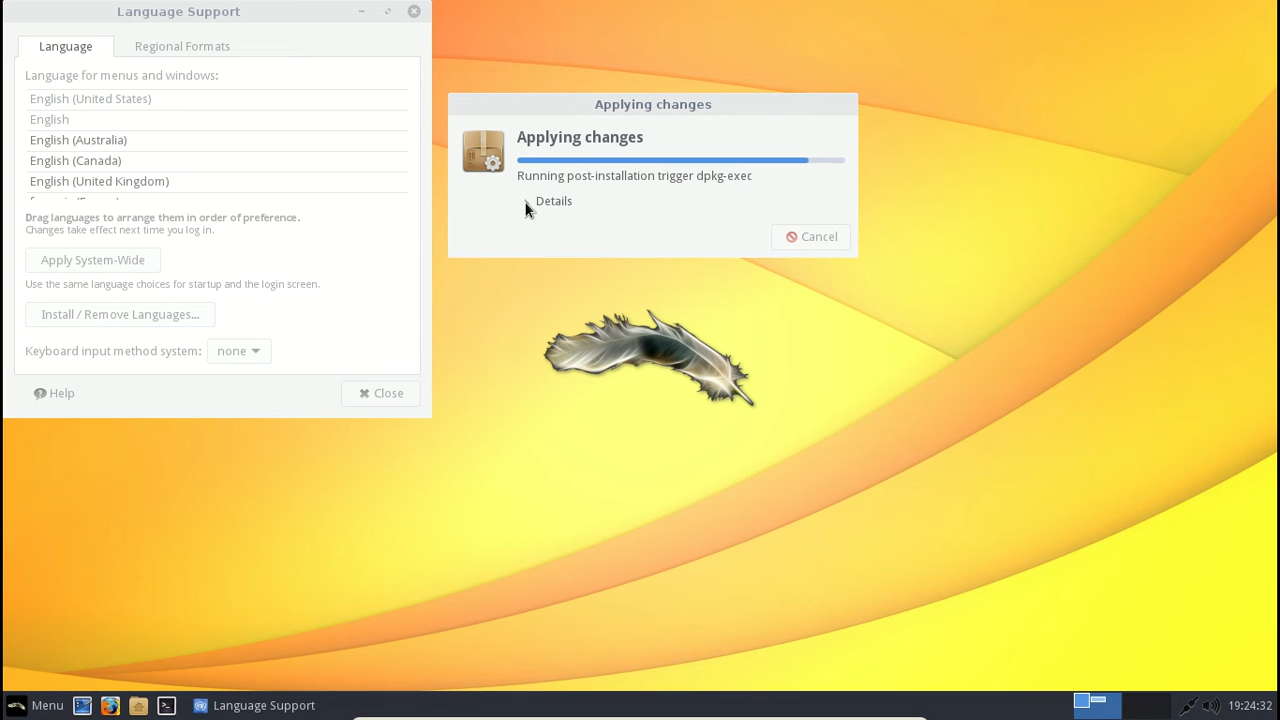 Language Support
Language
Regional Formats
Language for menus and windows:
English (United States)
English
English (Australia)
English (Canada)
English (United Kingdom)
Drag languages to arrange them in order of preference.
Changes take effect next time you log in.
Apply System-Wide
Use the same language choices for startup and the login screen.
Install / Remove Languages...
Keyboard input method system:
none
Help
Close
Applying changes
Applying changes
Running post-installation trigger dpkg-exec
Details
Cancel
Menu
Language Support
19:24:32